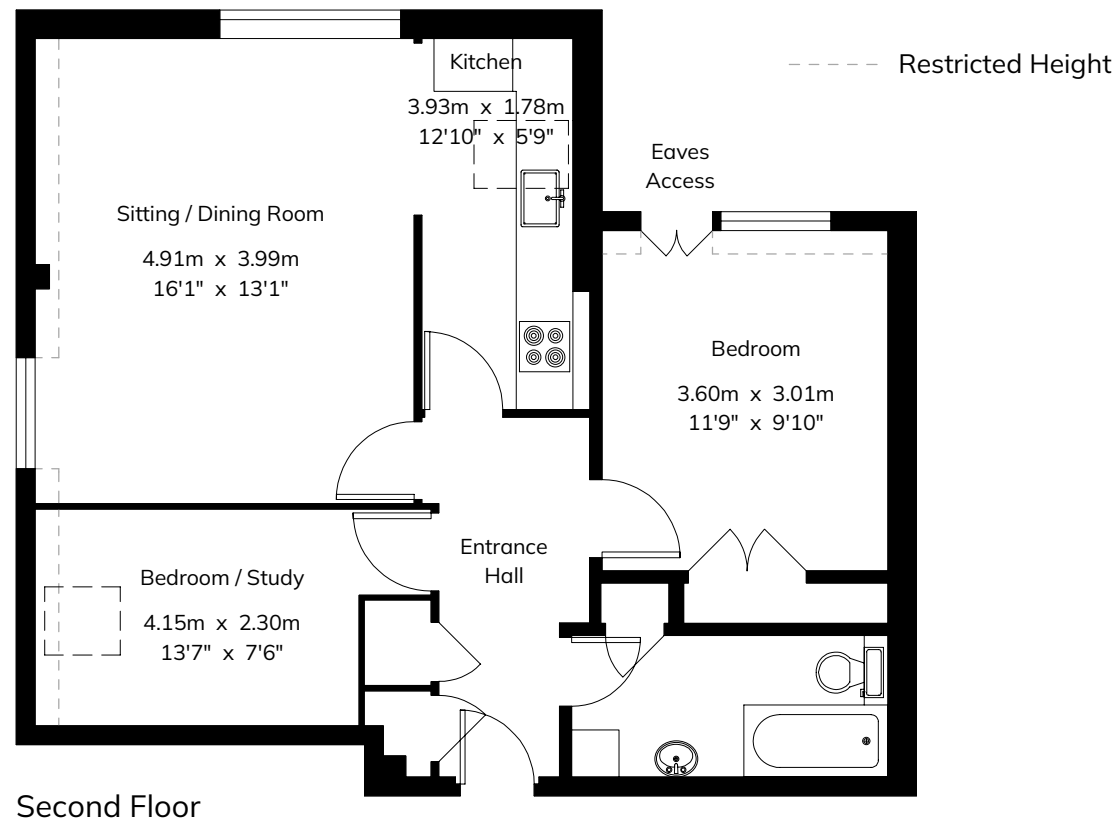 Kitchen
3.93m x 1.78m
12'10" x 5'9"
Restricted Height
Eaves
Access
Sitting / Dining Room
4.91m x 3.99m
16'1" x 13'1"
Bedroom
3.60m x 3.01m
11'9" x 9'10"
Entrance
Hall
Bedroom / Study
4.15m x 2.30m
13'7" x 7'6"
Second Floor